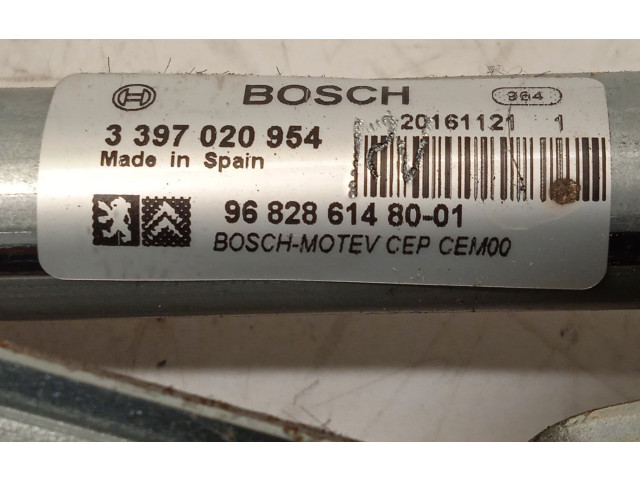 BOSCH
364
3 397 020 954
20161121 1
Made in Spain
96 828 614 80-01
BOSCH-MOTEV CEP CEM00